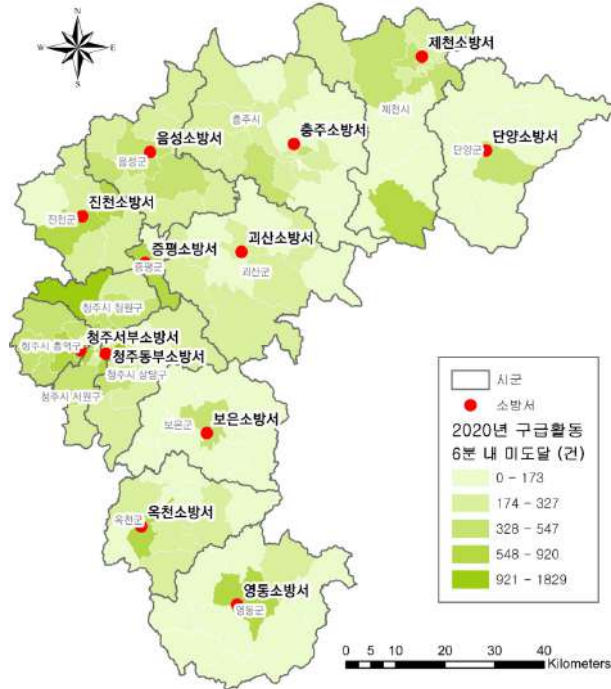 N
W
E
S
제천소방서
제천시
충주시
충주소방서
단양소방서
단양군
음성소방서
음성군
진천소방서
진천군
괴산소방서
괴산군
증평소방서
증평군
청주시 청원구
청주서부소방서
청주시 흥덕구
청주동부소방서
청주시 상당구
청주시 서원구
보은소방서
보은군
옥천소방서
옥천군
영동소방서
영동군
시군
소방서
2020년 구급활동
6분 내 미도달 (건)
0 – 173
174 – 327
328 – 547
548 – 920
921 – 1829
0 5 10 20 30 40
Kilometers